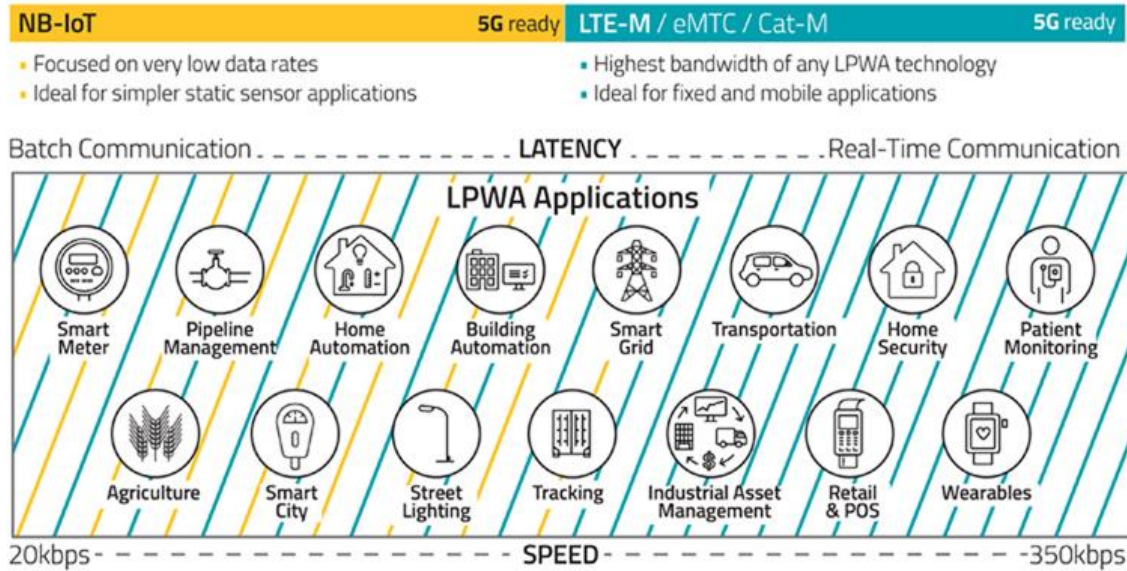 NB-IoT 5G ready
LTE-M / eMTC / Cat-M 5G ready
▪ Focused on very low data rates
▪ Ideal for simpler static sensor applications
▪ Highest bandwidth of any LPWA technology
▪ Ideal for fixed and mobile applications
Batch Communication LATENCY Real-Time Communication
LPWA Applications
Smart
Meter
Pipeline
Management
Home
Automation
Building
Automation
Smart
Grid
Transportation
Home
Security
Patient
Monitoring
Agriculture
Smart
City
Street
Lighting
Tracking
Industrial Asset
Management
Retail
& POS
Wearables
20kbps SPEED 350kbps